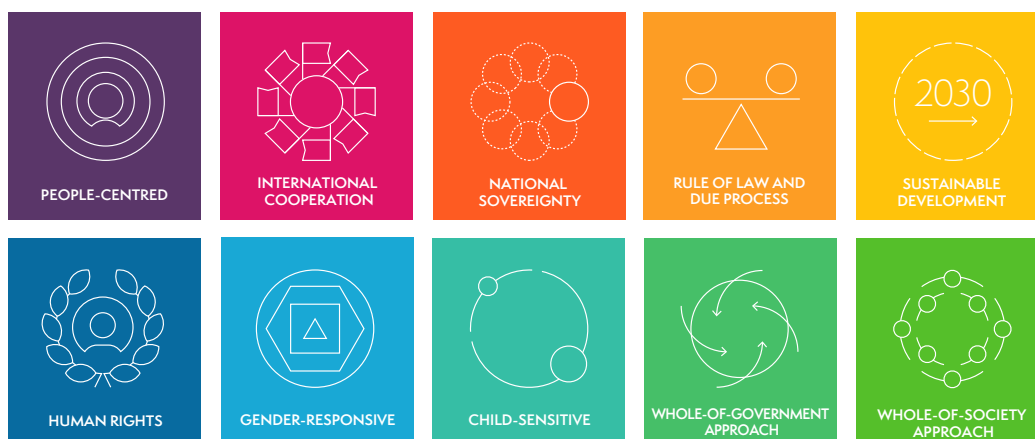 PEOPLE-CENTRED
INTERNATIONAL
COOPERATION
NATIONAL
SOVEREIGNTY
RULE OF LAW AND
DUE PROCESS
2030
SUSTAINABLE
DEVELOPMENT
HUMAN RIGHTS
GENDER-RESPONSIVE
CHILD-SENSITIVE
WHOLE-OF-GOVERNMENT
APPROACH
WHOLE-OF-SOCIETY
APPROACH